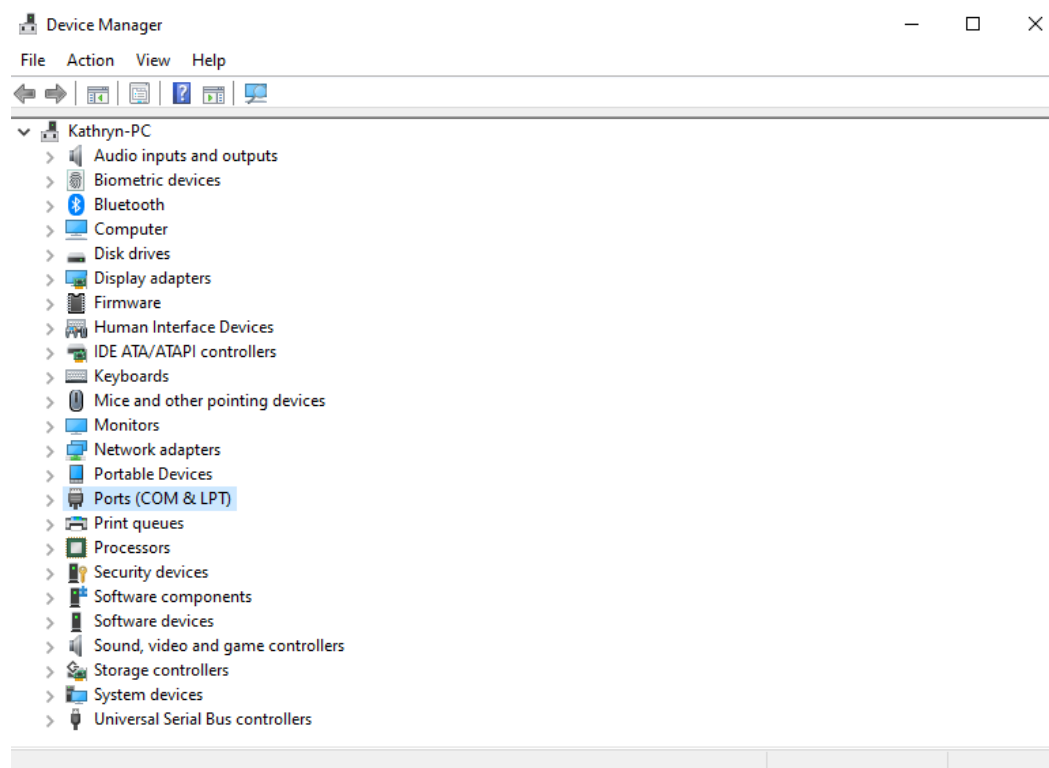 Device Manager
File Action View Help
Kathryn-PC
Audio inputs and outputs
Biometric devices
Bluetooth
Computer
Disk drives
Display adapters
Firmware
Human Interface Devices
IDE ATA/ATAPI controllers
Keyboards
Mice and other pointing devices
Monitors
Network adapters
Portable Devices
Ports (COM & LPT)
Print queues
Processors
Security devices
Software components
Software devices
Sound, video and game controllers
Storage controllers
System devices
Universal Serial Bus controllers